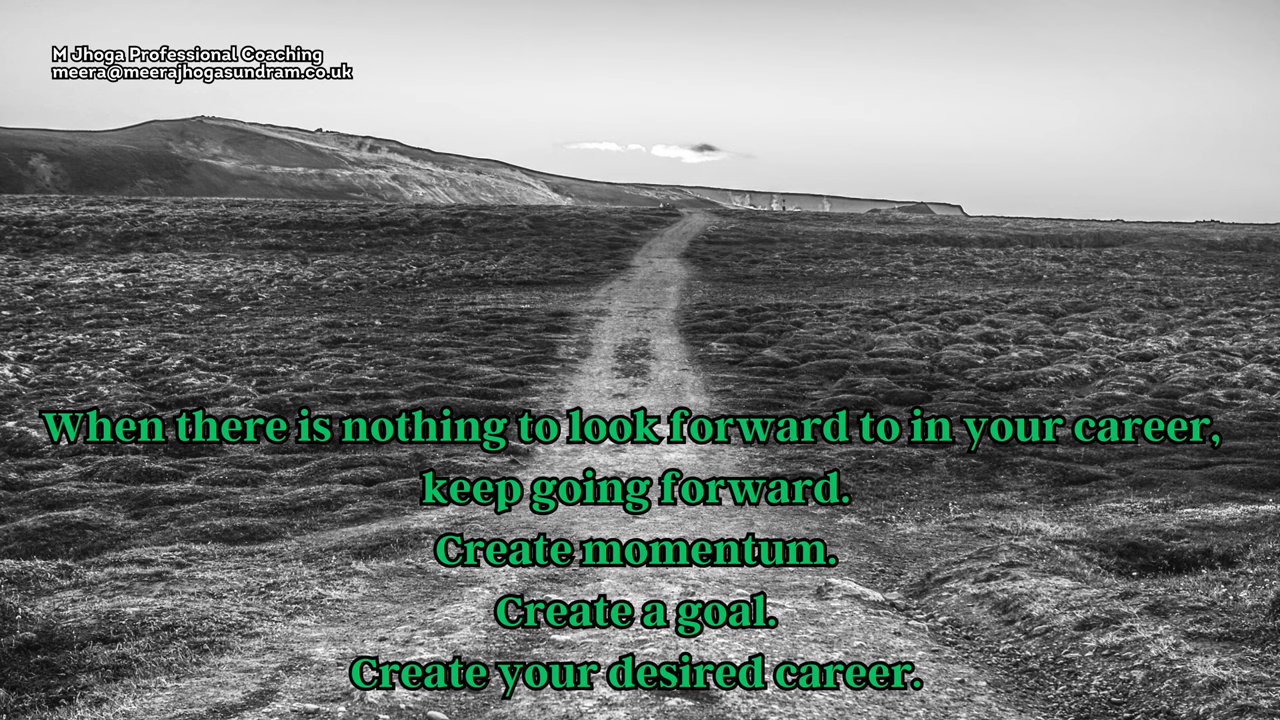 M Jhoga Professional Coaching
meera@meerajhogasundram.co.uk
When there is nothing to look forward to in your career,
keep going forward.
Create momentum.
Create a goal.
Create your desired career.